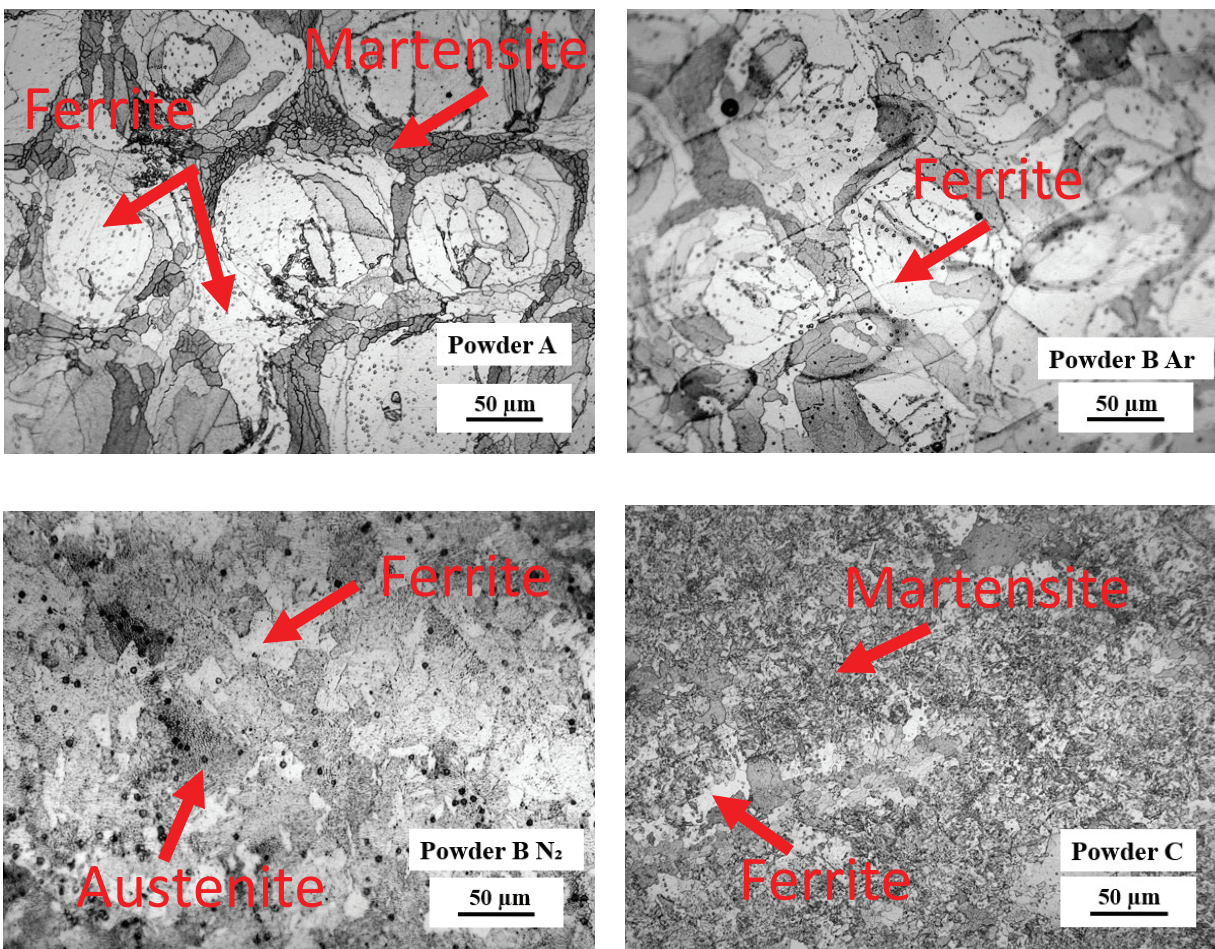 Martensite
Ferrite
Powder A
50 μm
Ferrite
Powder B Ar
50 μm
Ferrite
Austenite
Powder B N₂
50 μm
Martensite
Ferrite
Powder C
50 μm